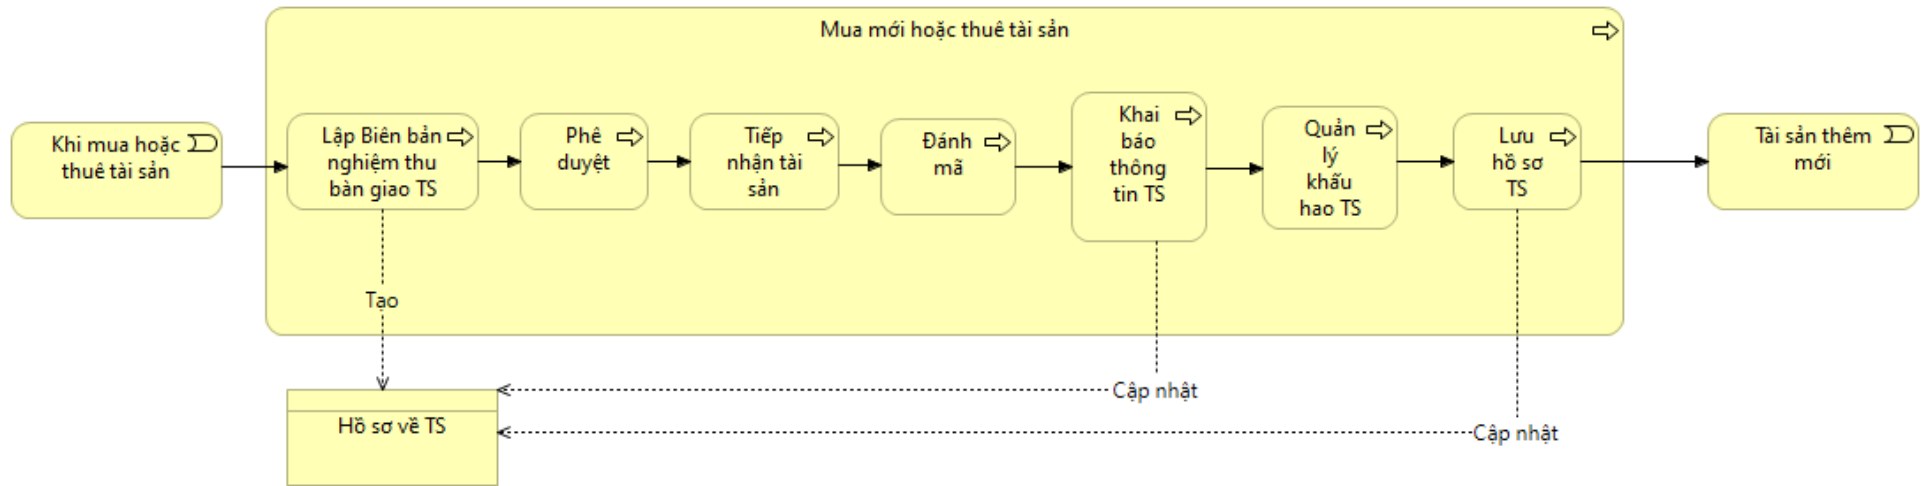 Mua mới hoặc thuê tài sản
Khi mua hoặc
thuê tài sản
Lập Biên bản
nghiệm thu
bàn giao TS
Phê
duyệt
Tiếp
nhận tài
sản
Đánh
mã
Khai
báo
thông
tin TS
Quản
lý
khấu
hao TS
Lưu
hồ sơ
TS
Tài sản thêm
mới
Tạo
Cập nhật
Hồ sơ về TS
Cập nhật